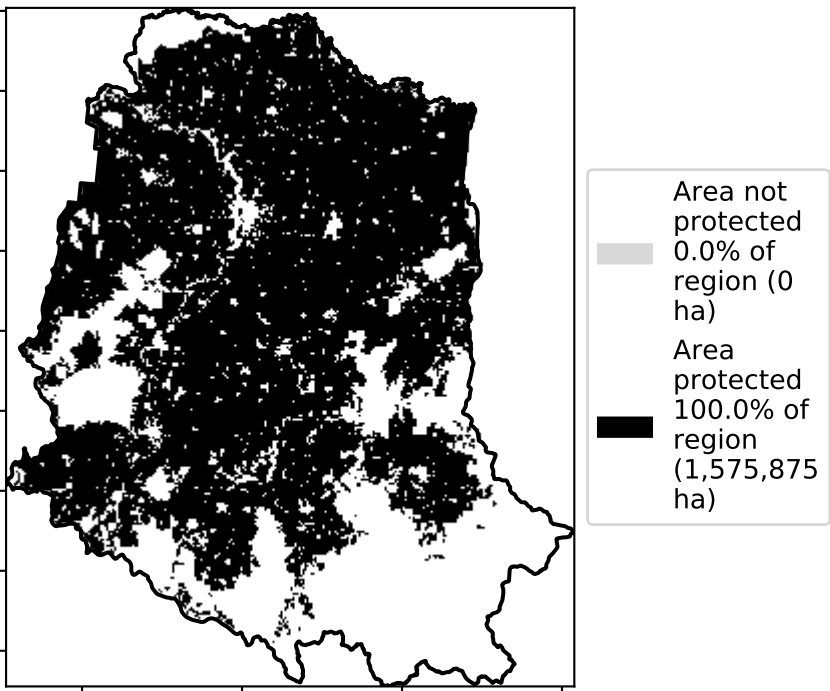 Area not
protected
0.0% of
region (0
ha)
Area
protected
100.0% of
region
(1,575,875
ha)